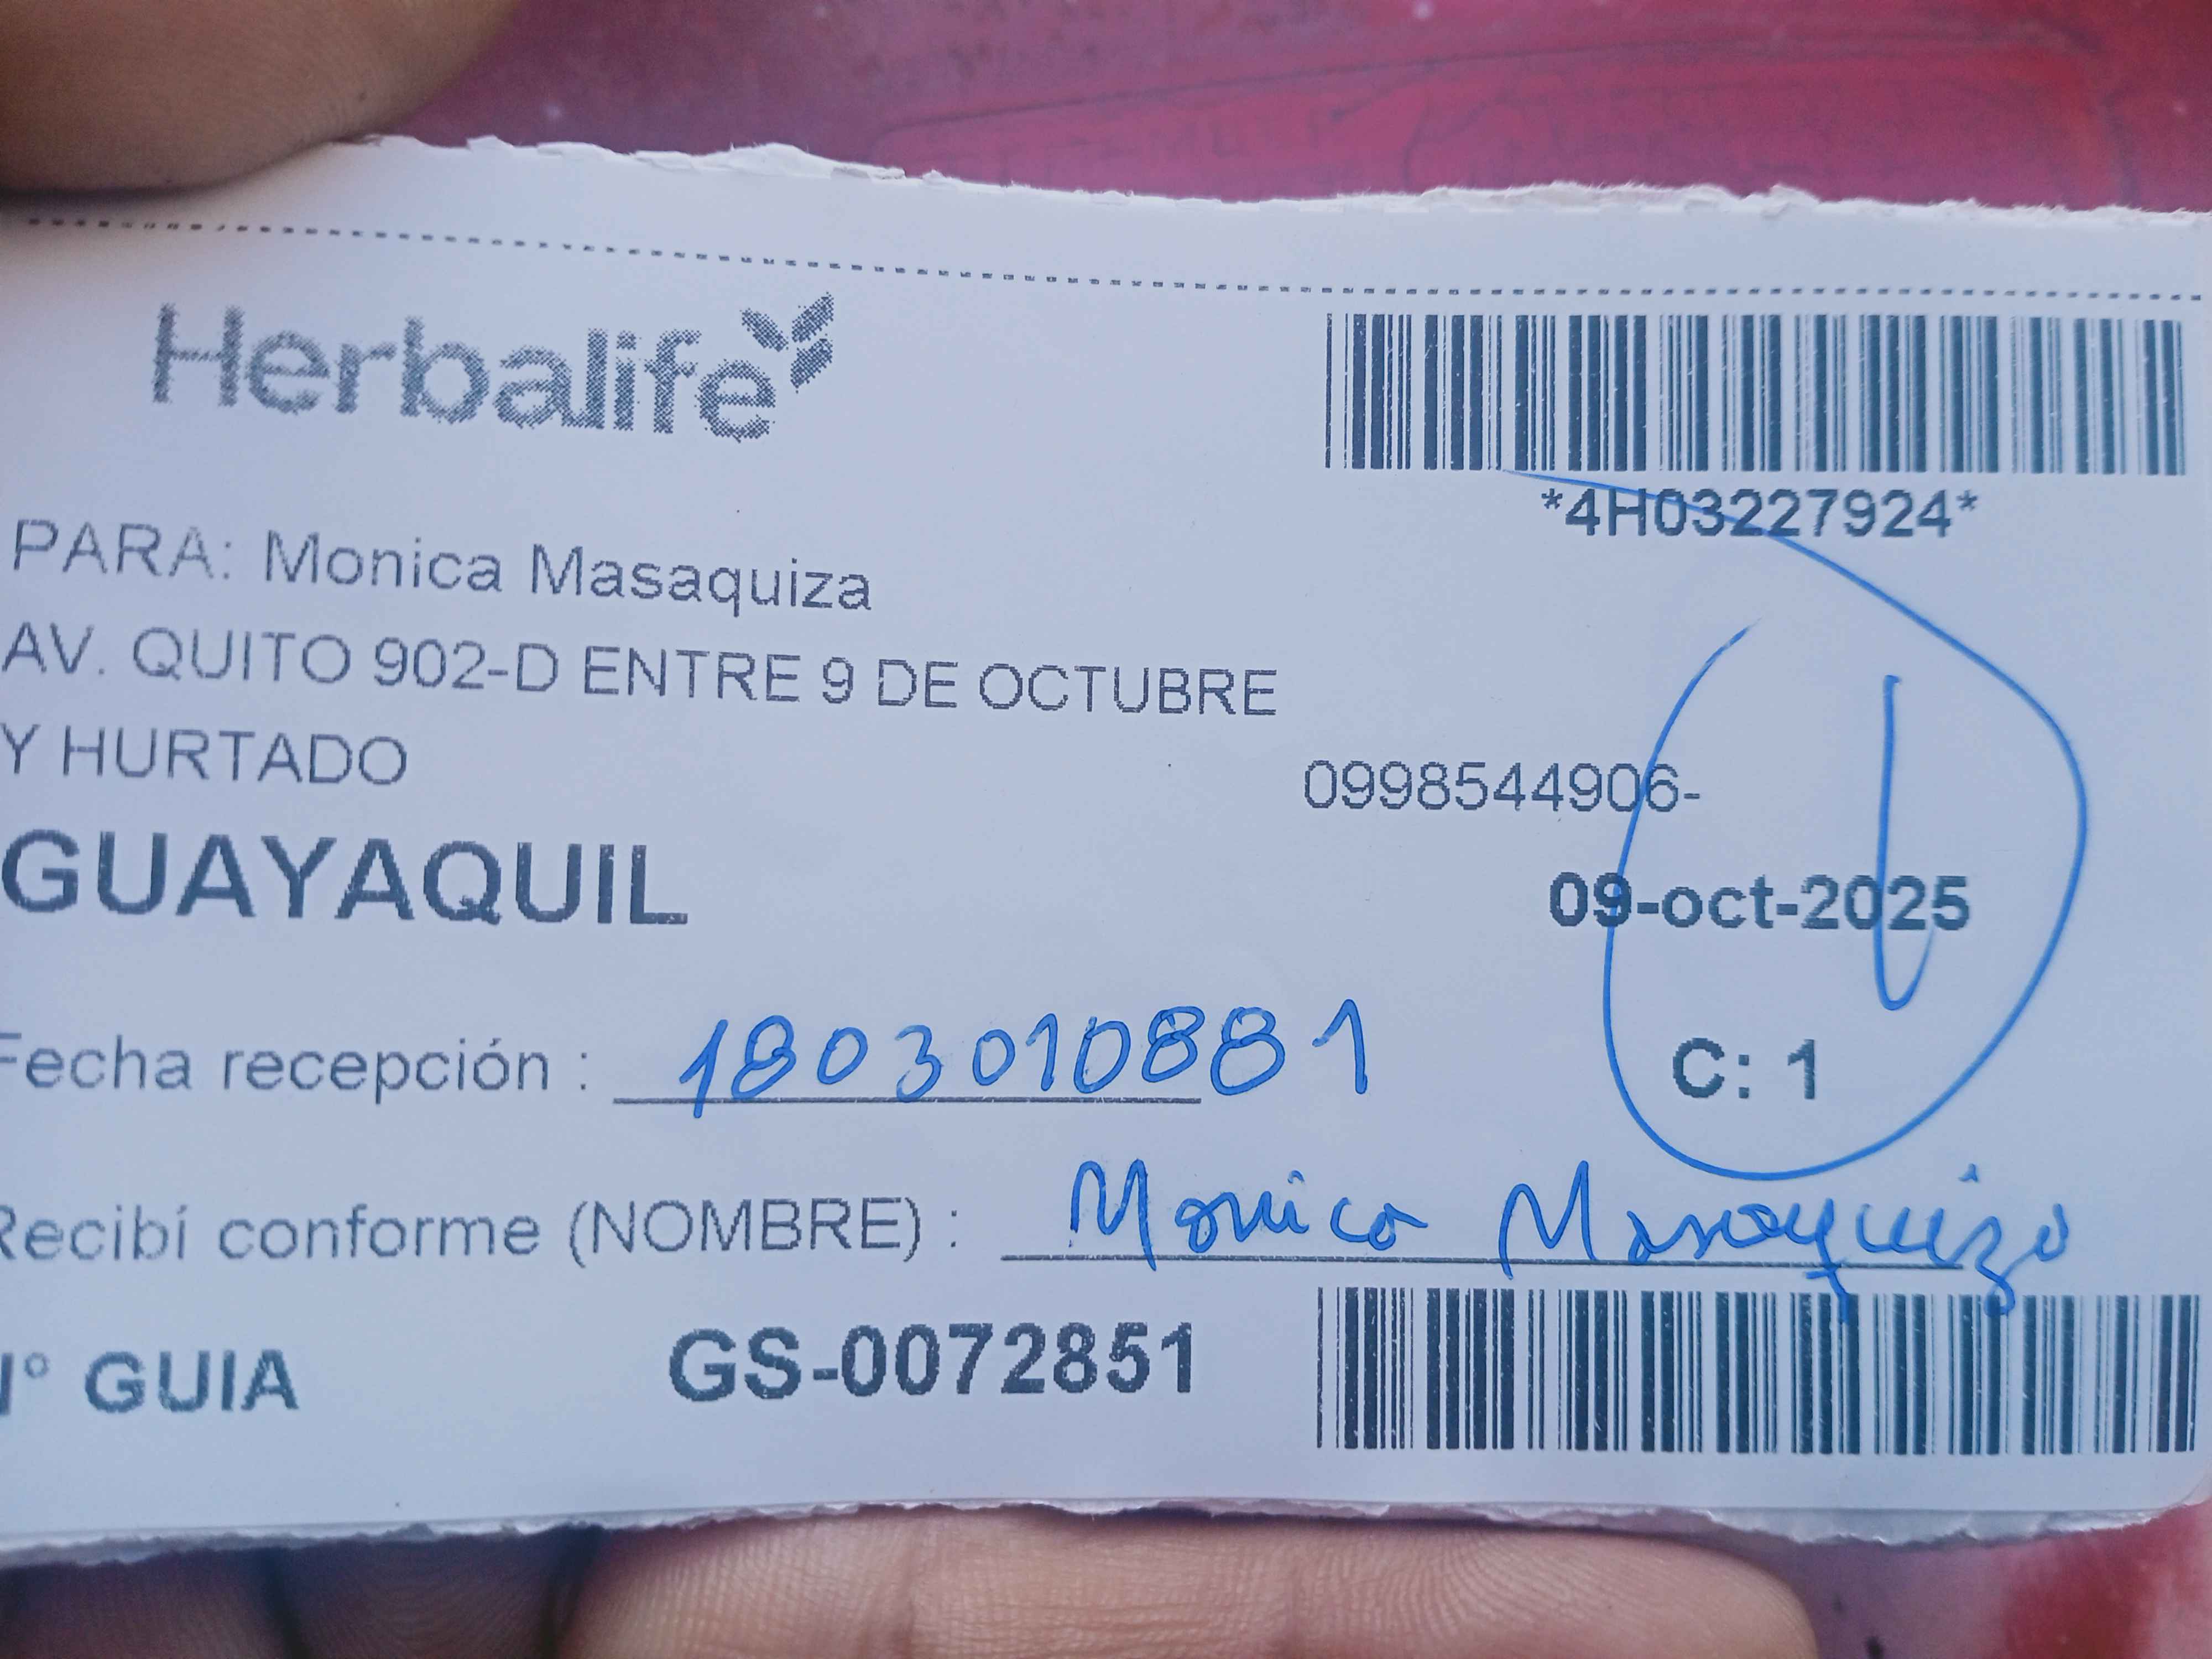 Herbalife
*4H03227924*
PARA: Monica Masaquiza
AV. QUITO 902-D ENTRE 9 DE OCTUBRE
Y HURTADO
0998544906-
GUAYAQUIL
09-oct-2025
Fecha recepción : 1803010881
C: 1
Recibí conforme (NOMBRE) : Monica Masaquiza
N° GUIA GS-0072851